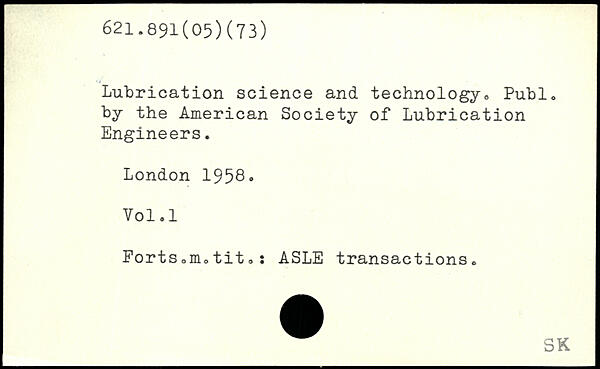 621.891(05)(73)
Lubrication science and technology. Publ.
by the American Society of Lubrication
Engineers.
London 1958.
Vol.1
Forts.m.tit.: ASLE transactions.
SK